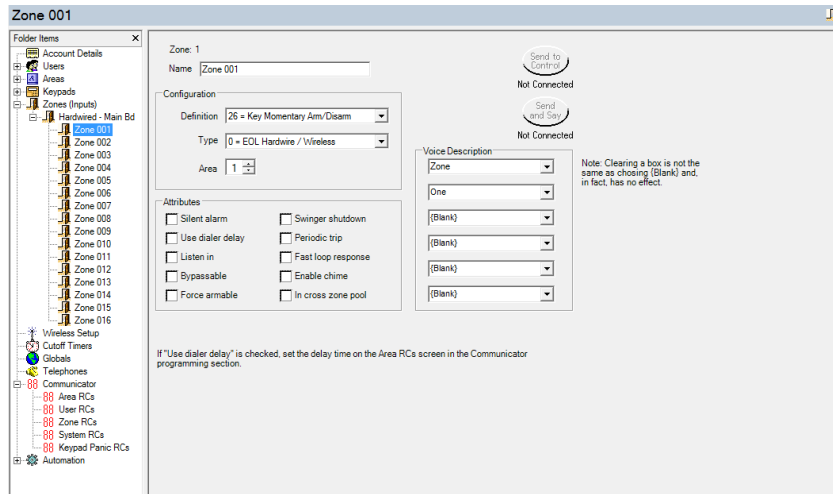 Zone 001
Folder Items
Account Details
Users
Areas
Keypads
Zones (Inputs)
Hardwired - Main Bd
Zone 001
Zone 002
Zone 003
Zone 004
Zone 005
Zone 006
Zone 007
Zone 008
Zone 009
Zone 010
Zone 011
Zone 012
Zone 013
Zone 014
Zone 015
Zone 016
Wireless Setup
Cutoff Timers
Globals
Telephones
88 Communicator
88 Area RCs
88 User RCs
88 Zone RCs
88 System RCs
88 Keypad Panic RCs
Automation
Zone: 1
Name Zone 001
Configuration
Definition 26 = Key Momentary Arm/Disarm
Type 0 = EOL Hardwire / Wireless
Area 1
Attributes
Silent alarm
Use dialer delay
Listen in
Bypassable
Force armable
Swinger shutdown
Periodic trip
Fast loop response
Enable chime
In cross zone pool
Send to
Control
Not Connected
Send
and Say
Not Connected
Voice Description
Zone
One
{Blank}
{Blank}
{Blank}
{Blank}
Note: Clearing a box is not the
same as chosing {Blank} and,
in fact, has no effect.
If "Use dialer delay" is checked, set the delay time on the Area RCs screen in the Communicator
programming section.